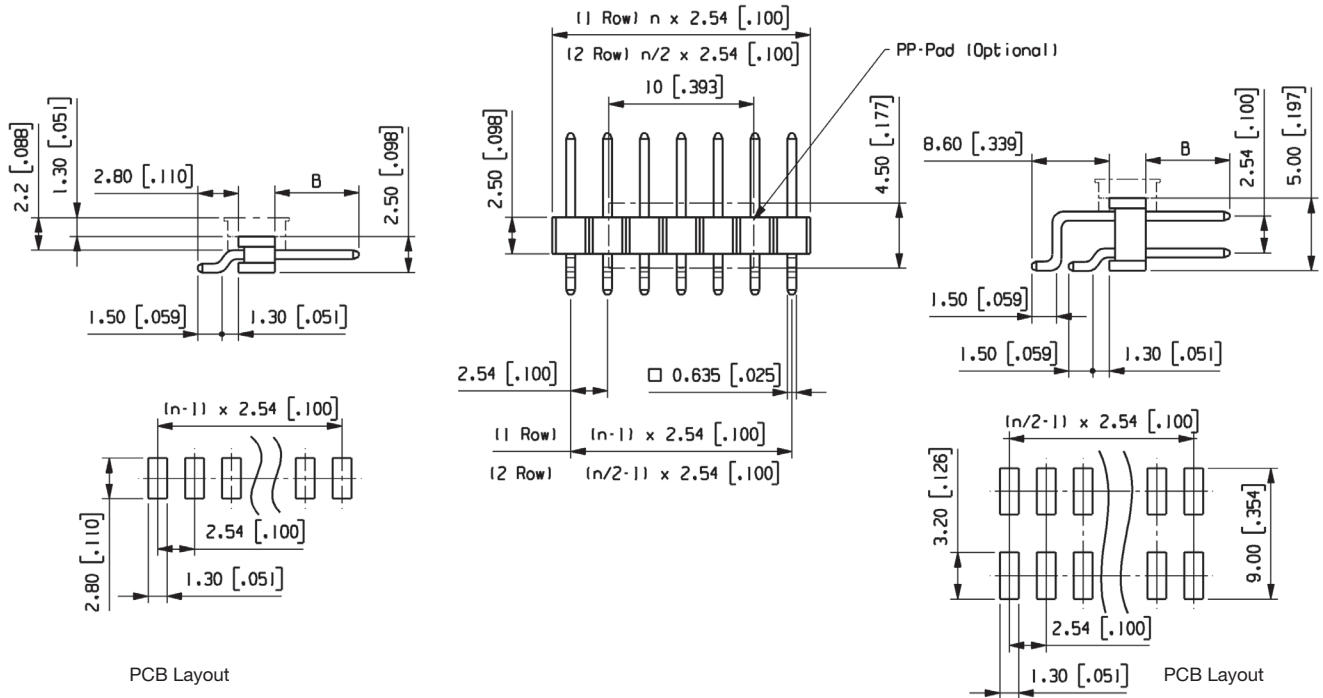 2.2 [.088]
1.30 [.051]
2.80 [.110]
B
2.50 [.098]
1.50 [.059]
1.30 [.051]
(n-1) x 2.54 [.100]
2.80 [.110]
2.54 [.100]
1.30 [.051]
PCB Layout
(1 Row) n x 2.54 [.100]
(2 Row) n/2 x 2.54 [.100]
10 [.393]
PP-Pad (Optional)
2.50 [.098]
4.50 [.177]
2.54 [.100]
□ 0.635 [.025]
(1 Row) (n-1) x 2.54 [.100]
(2 Row) (n/2-1) x 2.54 [.100]
8.60 [.339]
B
2.54 [.100]
5.00 [.197]
1.50 [.059]
1.50 [.059]
1.30 [.051]
(n/2-1) x 2.54 [.100]
3.20 [.126]
9.00 [.354]
2.54 [.100]
1.30 [.051]
PCB Layout